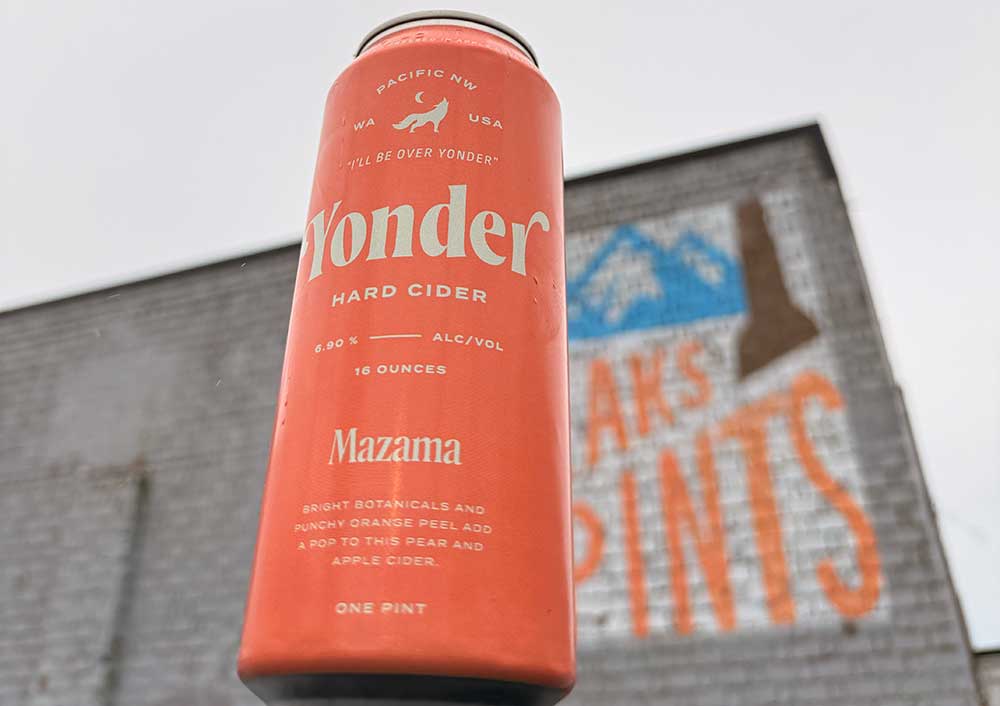 PACIFIC NW
WA USA
"I'LL BE OVER YONDER"
Yonder
HARD CIDER
6.90 % ALC/VOL
16 OUNCES
Mazama
BRIGHT BOTANICALS AND
PUNCHY ORANGE PEEL ADD
A POP TO THIS PEAR AND
APPLE CIDER.
ONE PINT
AKS
PINTS